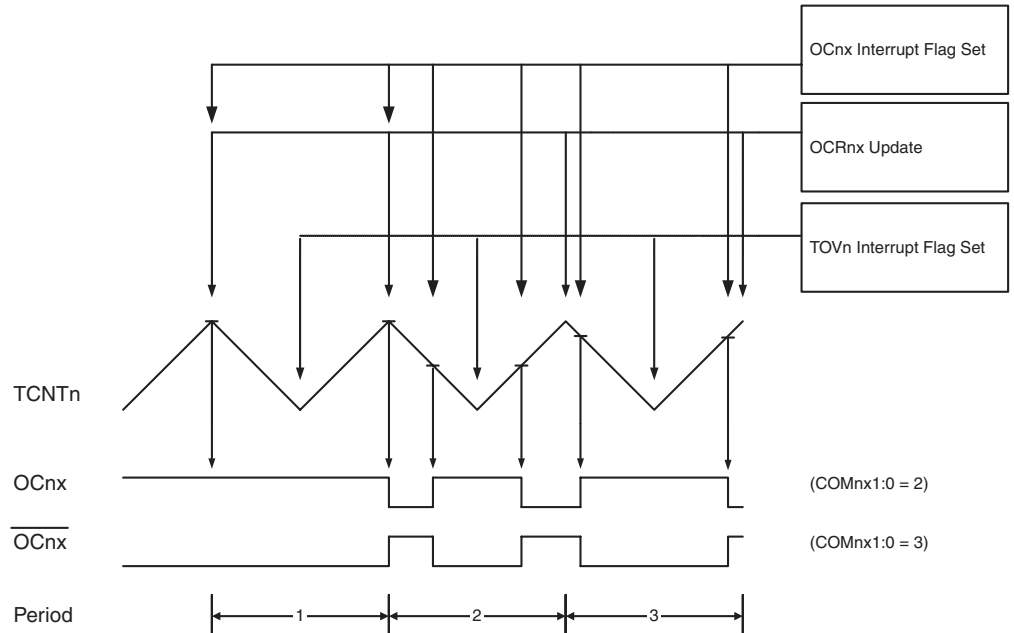 OCnx Interrupt Flag Set
OCRnx Update
TOVn Interrupt Flag Set
TCNTn
OCnx (COMnx1:0 = 2)
OCnx (COMnx1:0 = 3)
Period 1 2 3